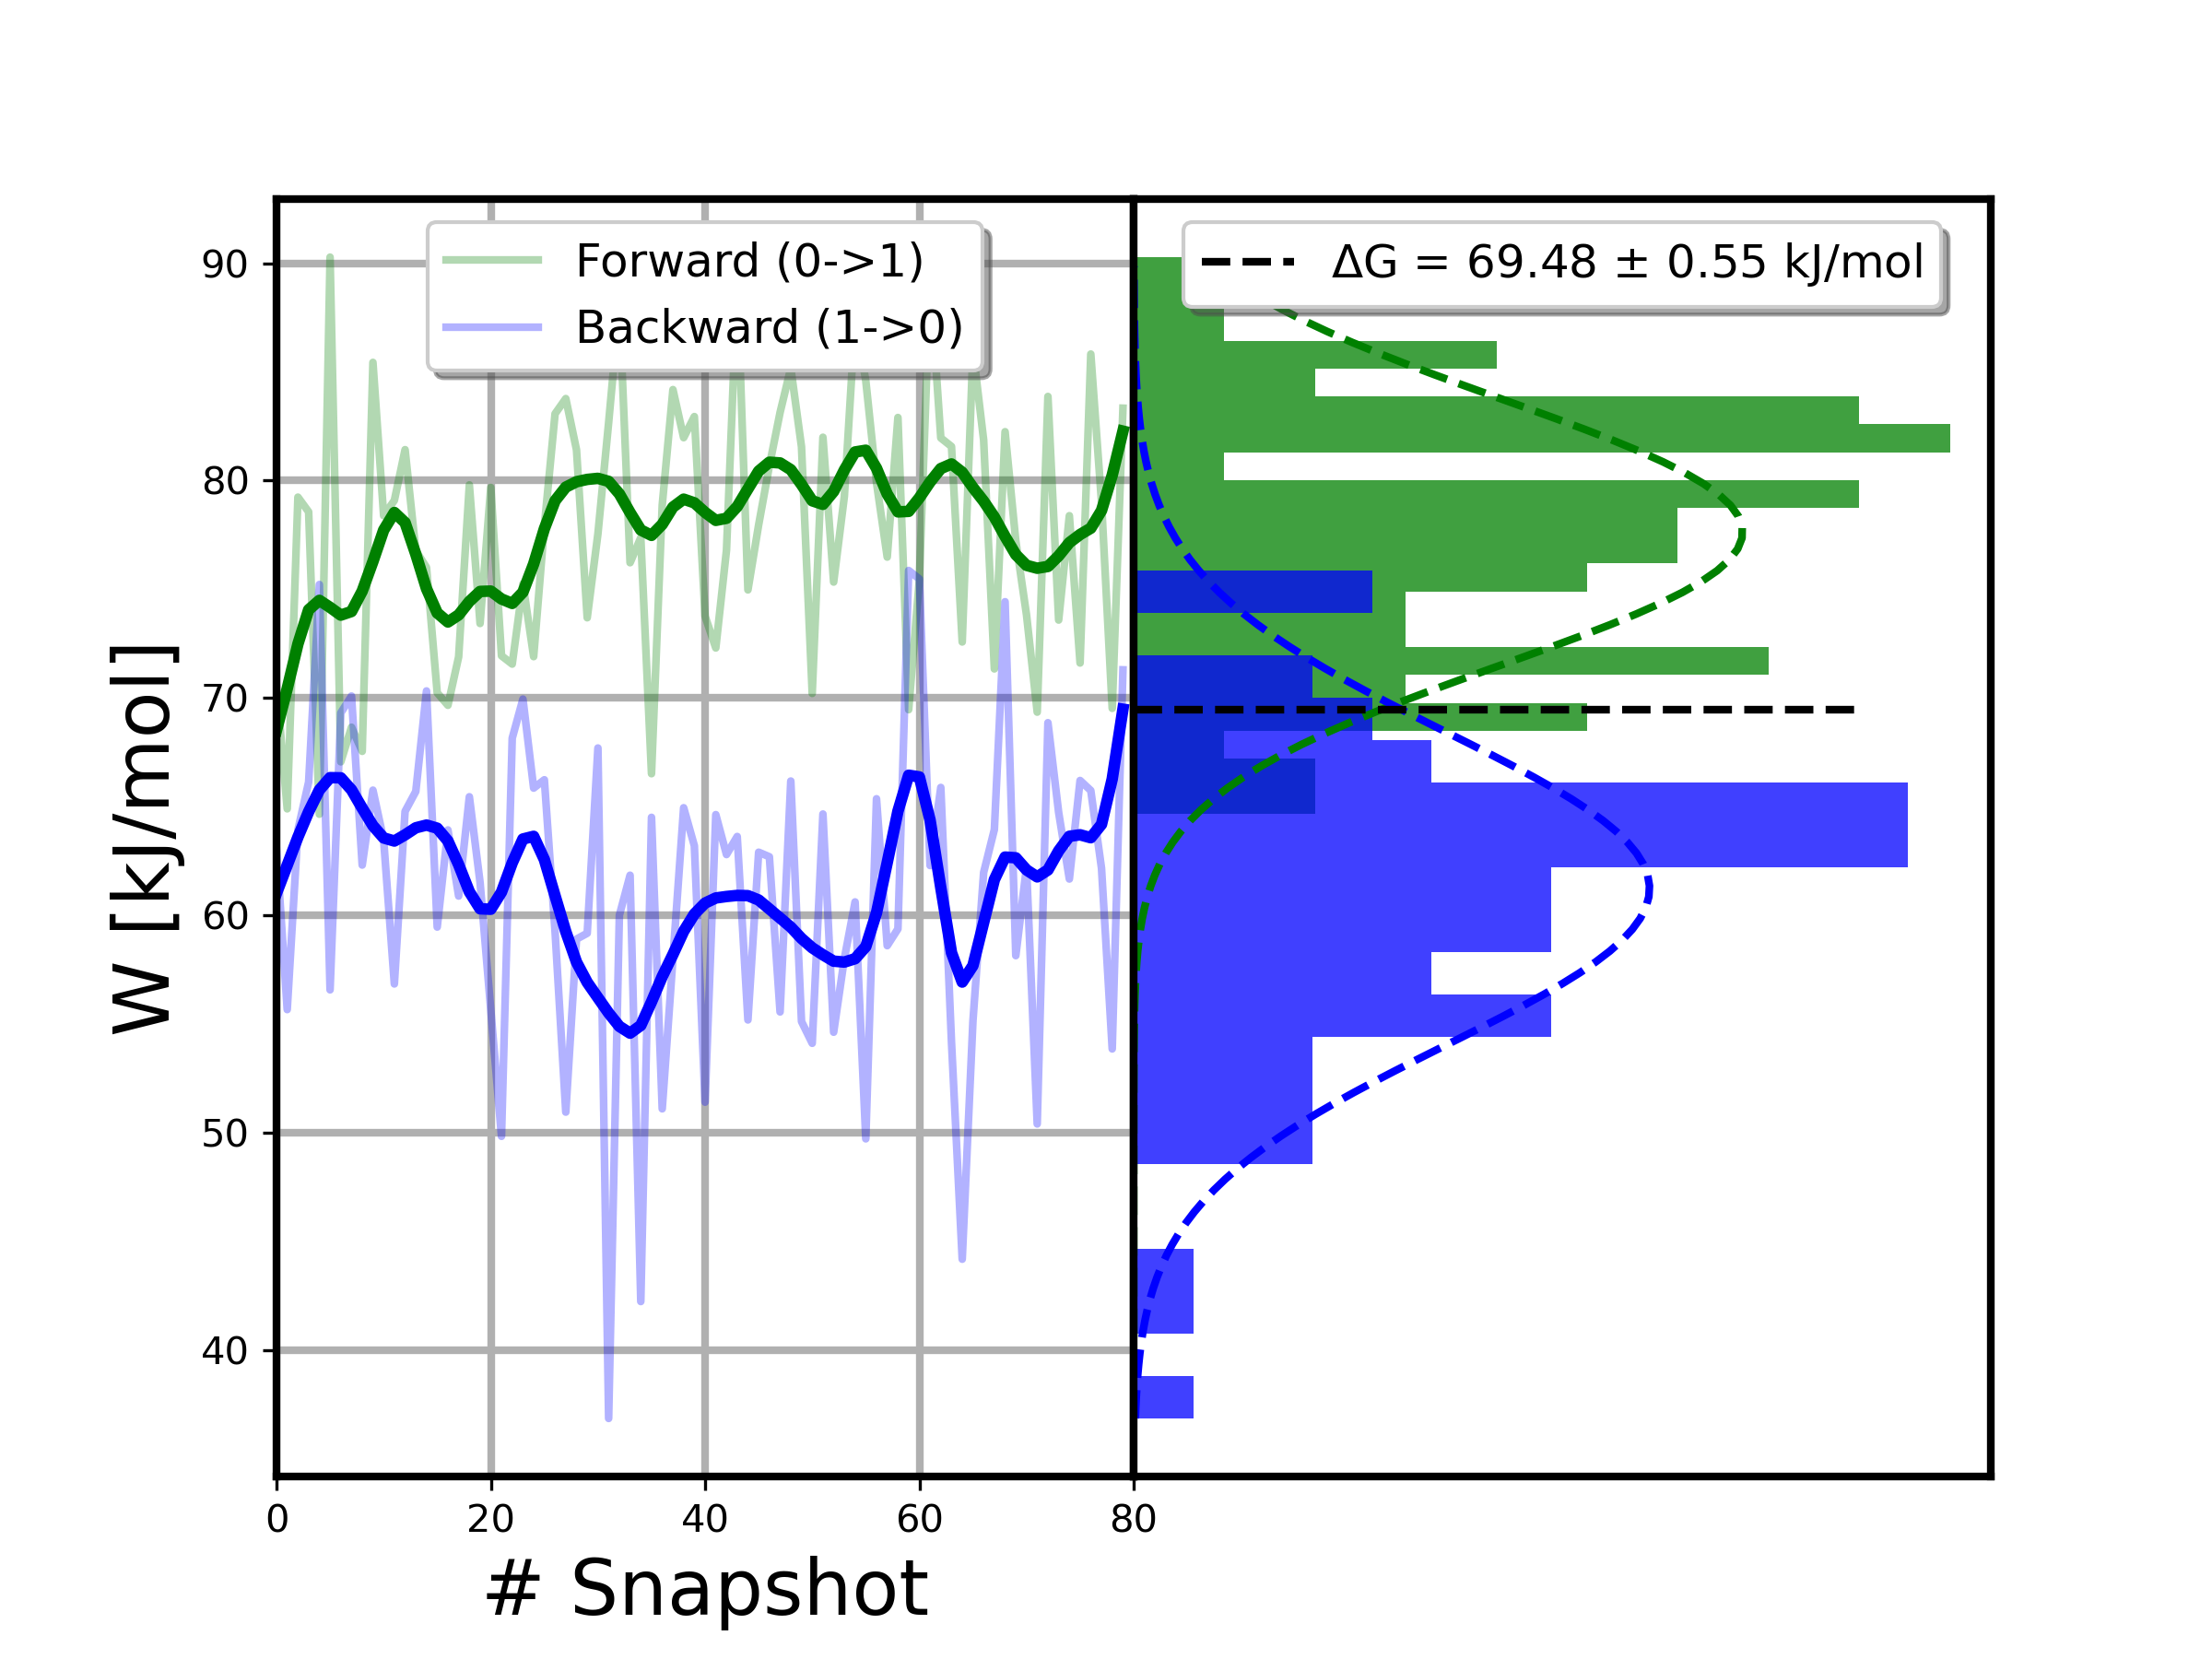 Forward (0->1)
Backward (1->0)
ΔG = 69.48 ± 0.55 kJ/mol
90
80
70
60
50
40
W [kJ/mol]
0 20 40 60 80
# Snapshot